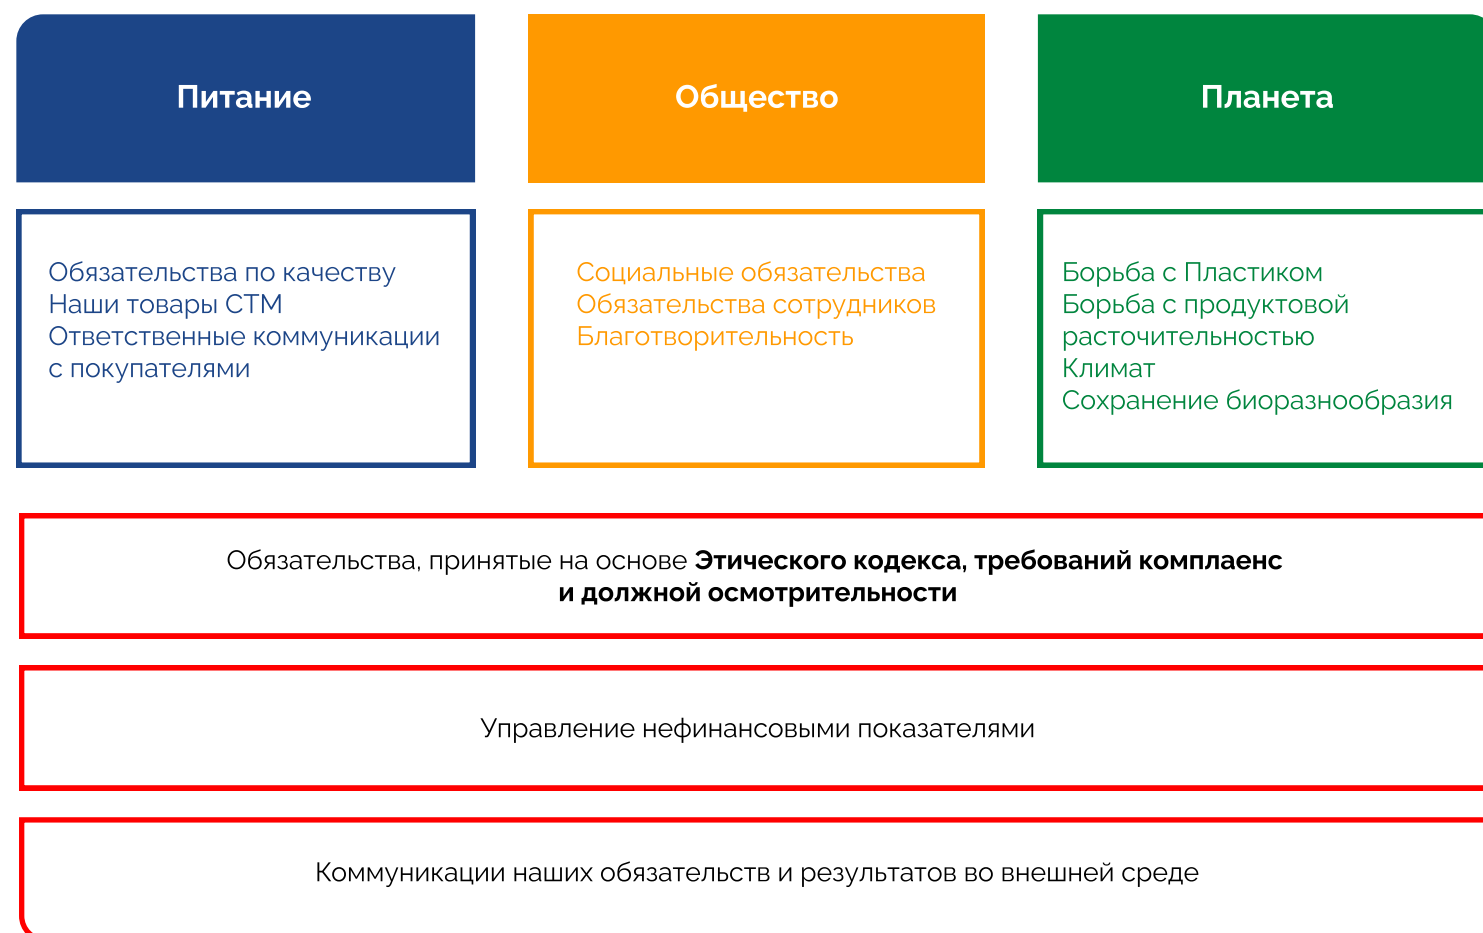 Питание
Общество
Планета
Обязательства по качеству
Наши товары СТМ
Ответственные коммуникации
с покупателями
Социальные обязательства
Обязательства сотрудников
Благотворительность
Борьба с Пластиком
Борьба с продуктовой
расточительностью
Климат
Сохранение биоразнообразия
Обязательства, принятые на основе Этического кодекса, требований комплаенс
и должной осмотрительности
Управление нефинансовыми показателями
Коммуникации наших обязательств и результатов во внешней среде